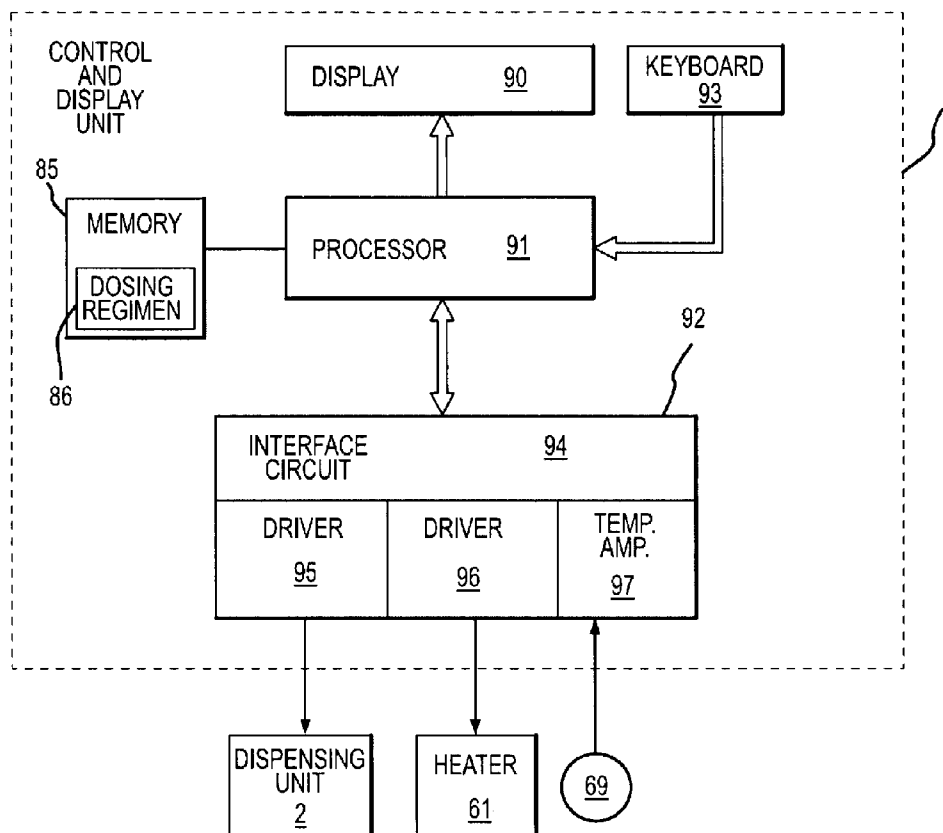 CONTROL
AND
DISPLAY
UNIT
DISPLAY 90
KEYBOARD
93
85
MEMORY
DOSING
REGIMEN
86
PROCESSOR 91
92
INTERFACE
CIRCUIT
94
DRIVER
95
DRIVER
96
TEMP.
AMP.
97
DISPENSING
UNIT
2
HEATER
61
69